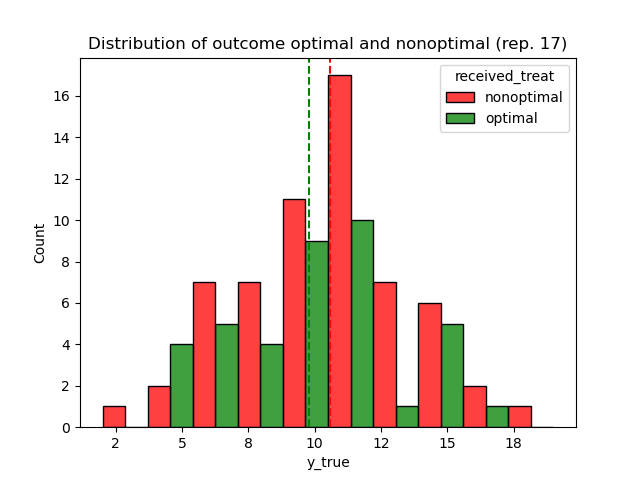 Distribution of outcome optimal and nonoptimal (rep. 17)
received_treat
nonoptimal
optimal
Count
16
14
12
10
8
6
4
2
0
2 5 8 10 12 15 18
y_true